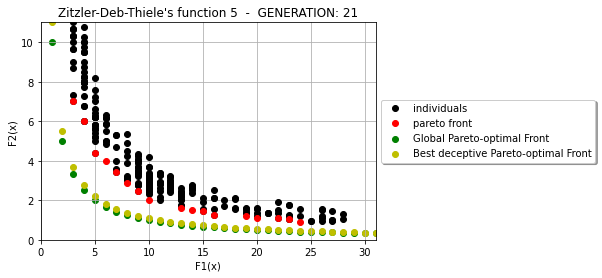 Zitzler-Deb-Thiele's function 5 - GENERATION: 21
F2(x)
10
8
6
4
2
0
0 5 10 15 20 25 30
F1(x)
individuals
pareto front
Global Pareto-optimal Front
Best deceptive Pareto-optimal Front